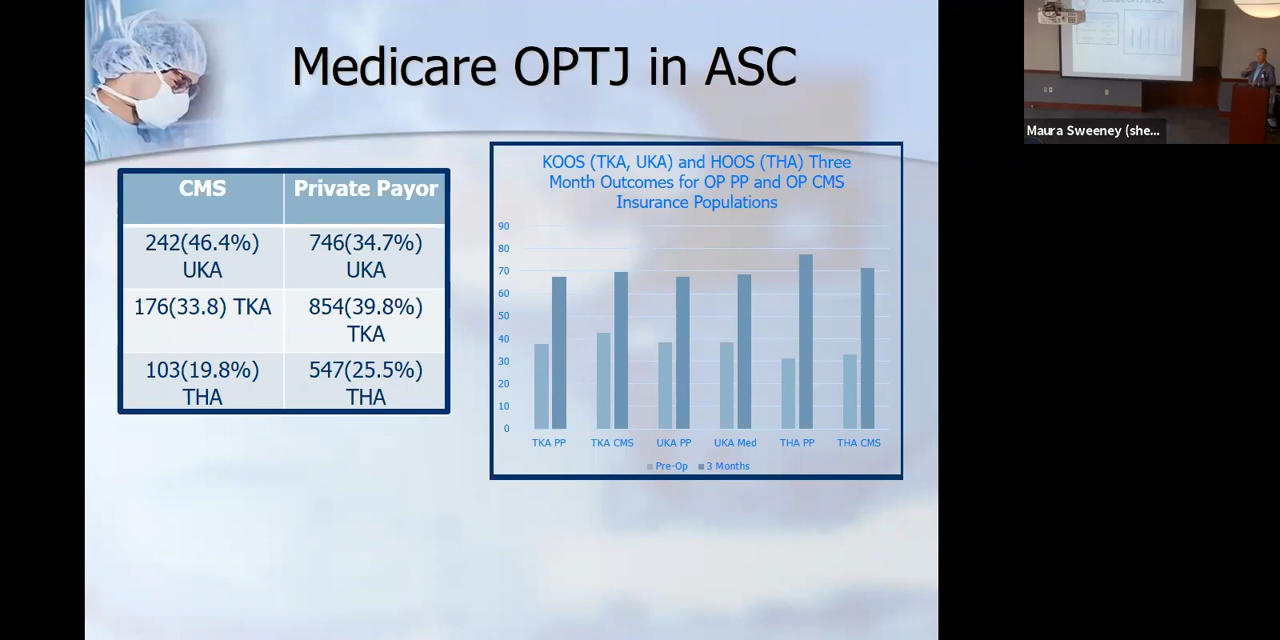 Medicare OPTJ in ASC
CMS
Private Payor
242(46.4%)
UKA
746(34.7%)
UKA
176(33.8) TKA
854(39.8%)
TKA
103(19.8%)
THA
547(25.5%)
THA
KOOS (TKA, UKA) and HOOS (THA) Three
Month Outcomes for OP PP and OP CMS
Insurance Populations
90
80
70
60
50
40
30
20
10
0
TKA PP
TKA CMS
UKA PP
UKA Med
THA PP
THA CMS
Pre-Op
3 Months
Maura Sweeney (she...